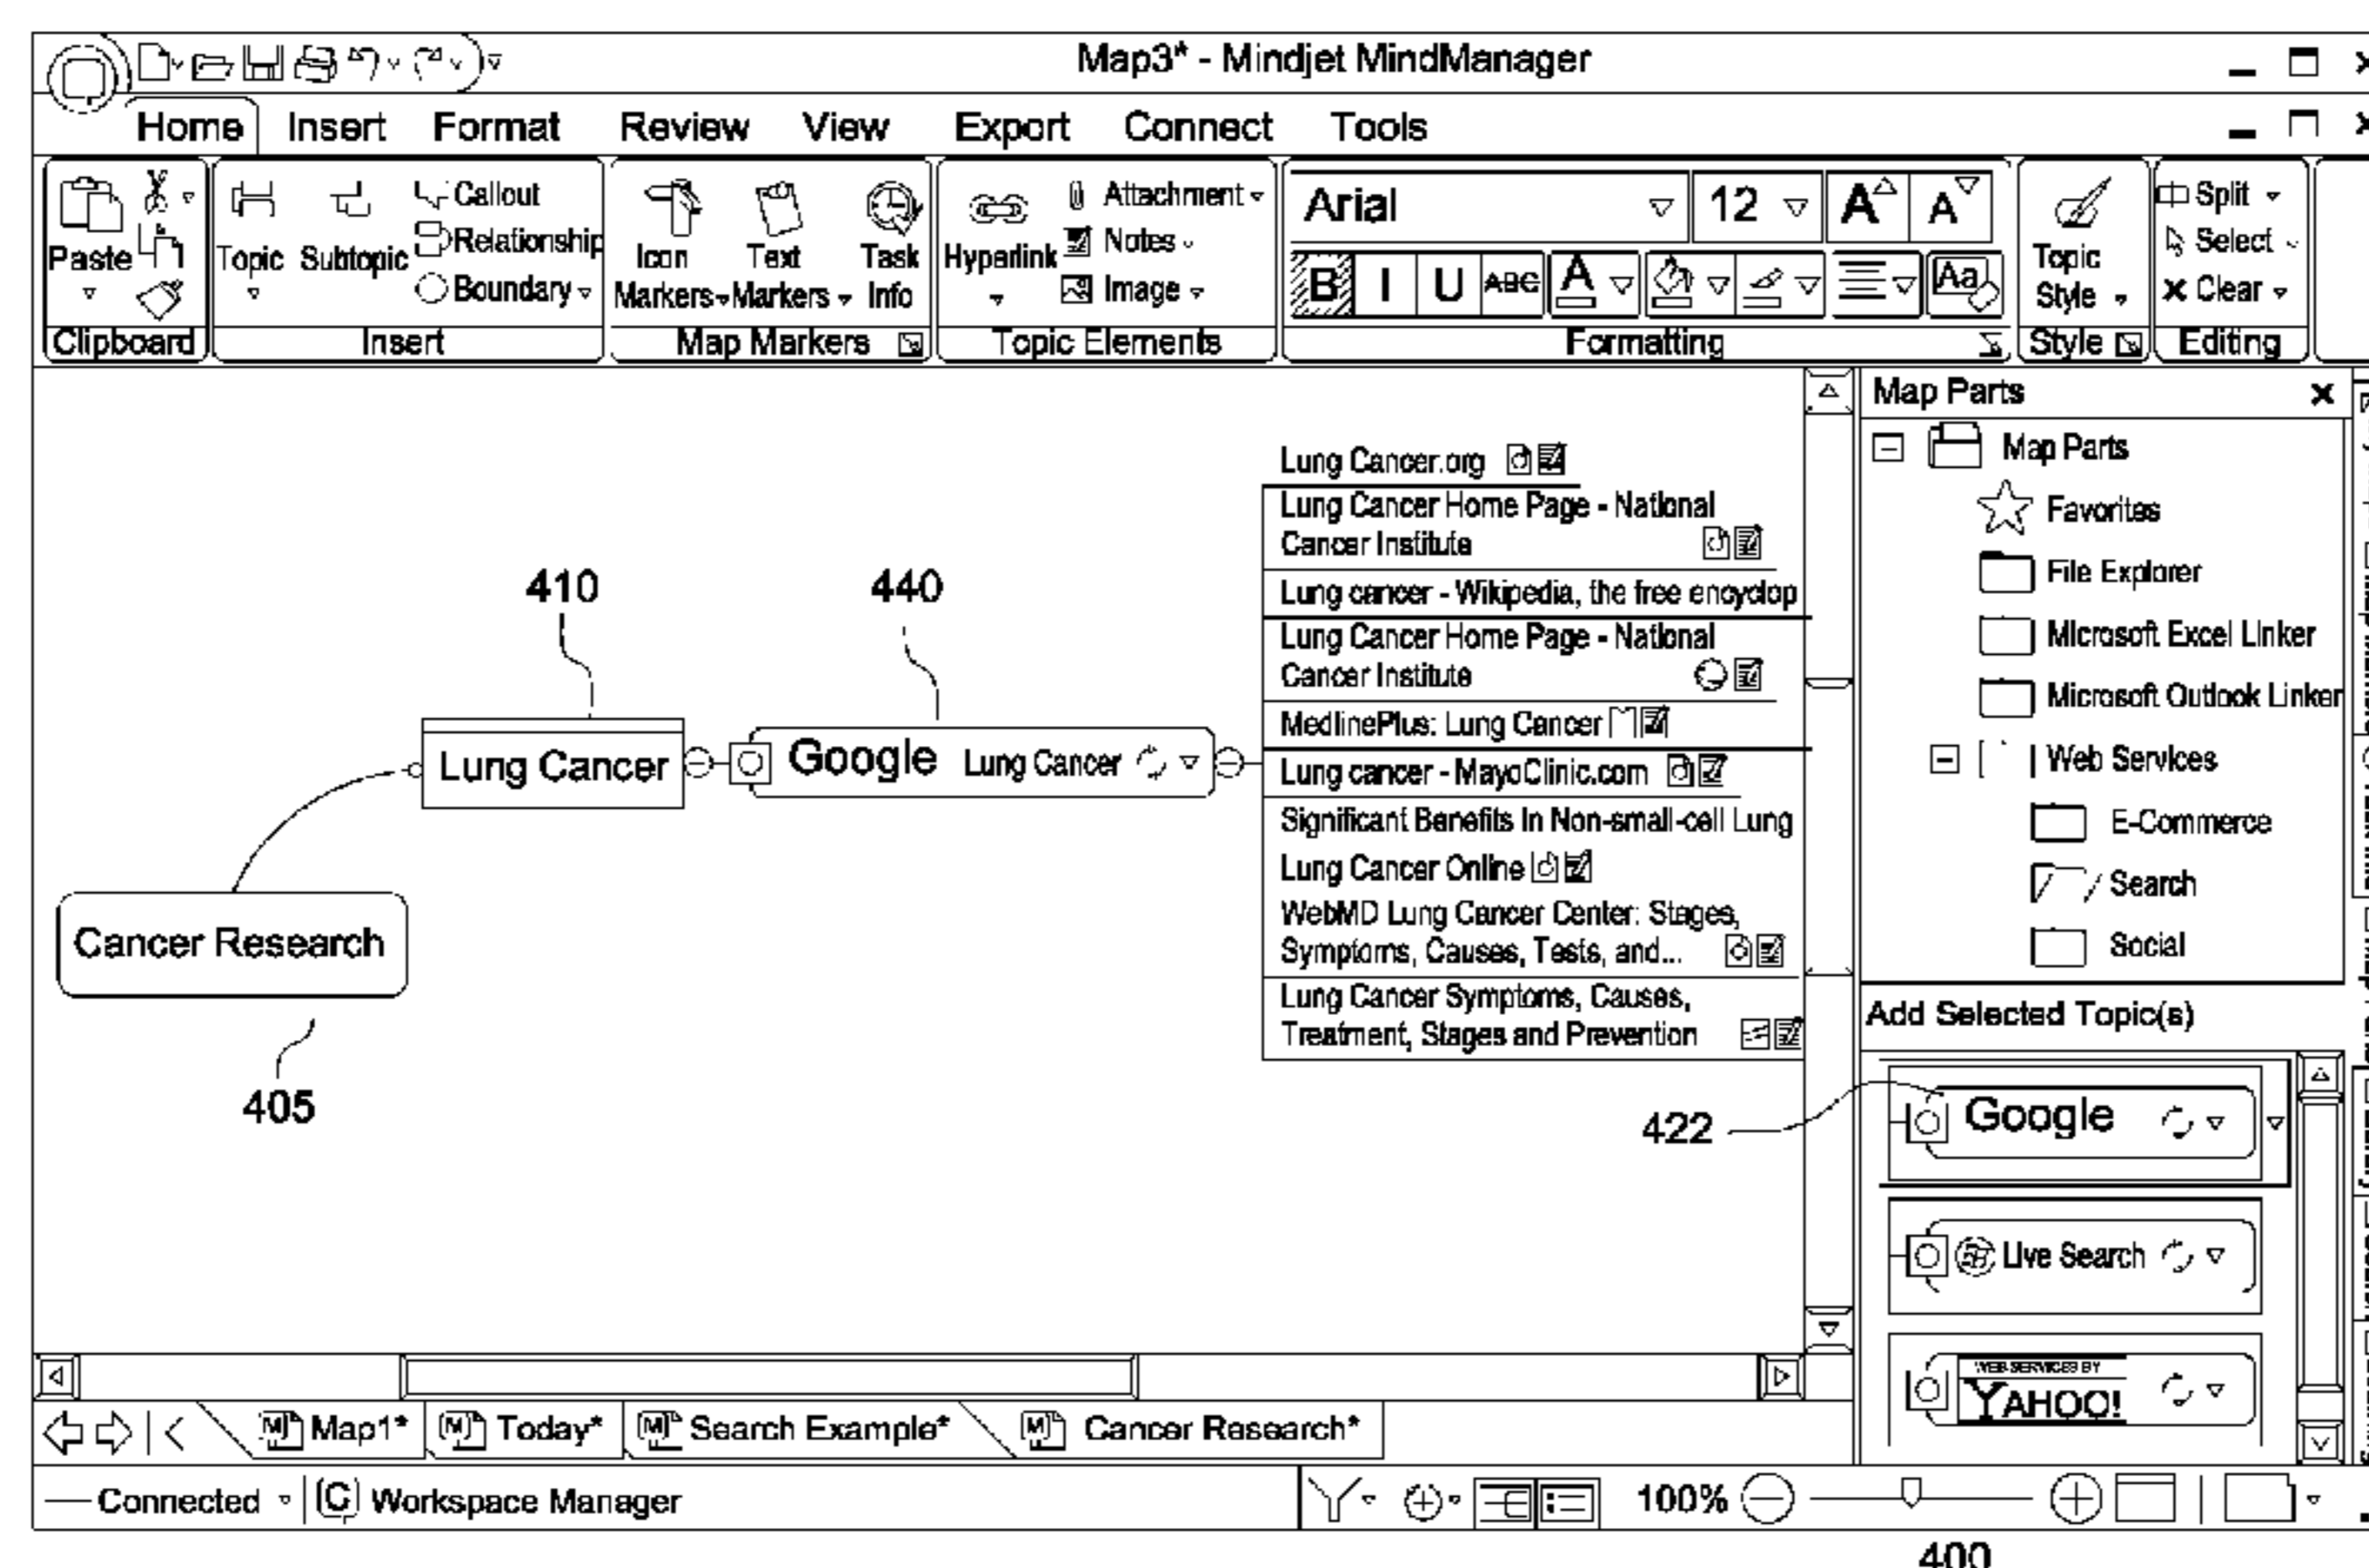 Map3* - Mindjet MindManager
Home Insert Format Review View Export Connect Tools
Paste
Clipboard
Topic Subtopic
Callout
Relationship
Boundary
Insert
Icon Markers
Text Markers
Task Info
Map Markers
Hyperlink
Attachment
Notes
Image
Topic Elements
Arial 12 A A
B I U ABC A Aa
Formatting
Topic Style
Style
Split
Select
Clear
Editing
Lung Cancer.org
Lung Cancer Home Page - National
Cancer Institute
Lung cancer - Wikipedia, the free encyclop
Lung Cancer Home Page - National
Cancer Institute
MedlinePlus: Lung Cancer
Lung cancer - MayoClinic.com
Significant Benefits In Non-small-cell Lung
Lung Cancer Online
WebMD Lung Cancer Center: Stages,
Symptoms, Causes, Tests, and...
Lung Cancer Symptoms, Causes,
Treatment, Stages and Prevention
410
440
Lung Cancer
Google Lung Cancer
Cancer Research
405
422
Map Parts
Map Parts
Favorites
File Explorer
Microsoft Excel Linker
Microsoft Outlook Linker
Web Services
E-Commerce
Search
Social
Add Selected Topic(s)
Google
Live Search
WEB SERVICES BY
YAHOO!
Map1* Today* Search Example* Cancer Research*
Connected Workspace Manager
100%
400